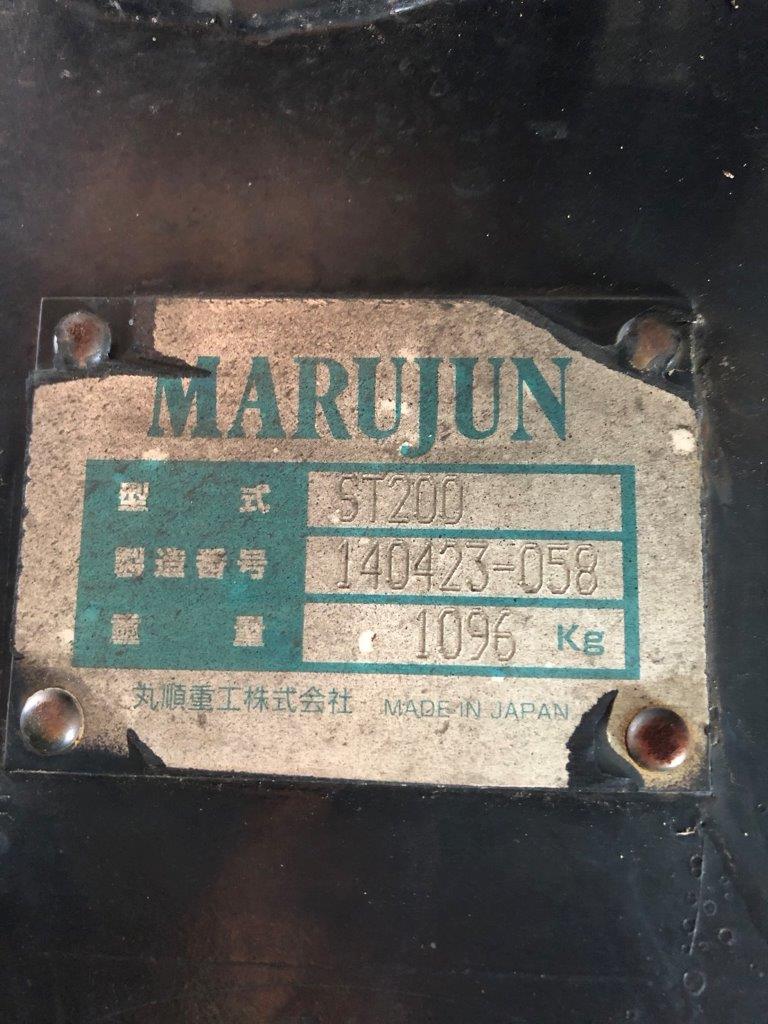 MARUJUN
型式 ST200
製造番号 140423-058
重量 1096 Kg
丸順重工株式会社 MADE IN JAPAN